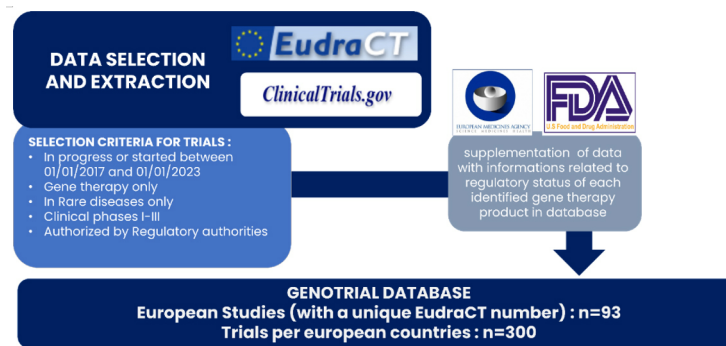 DATA SELECTION
AND EXTRACTION
EudraCT
ClinicalTrials.gov
SELECTION CRITERIA FOR TRIALS :
• In progress or started between
01/01/2017 and 01/01/2023
• Gene therapy only
• In Rare diseases only
• Clinical phases I-III
• Authorized by Regulatory authorities
EUROPEAN MEDICINES AGENCY
SCIENCE MEDICINES HEALTH
FDA
U.S Food and Drug Administration
supplementation of data
with informations related to
regulatory status of each
identified gene therapy
product in database
GENOTRIAL DATABASE
European Studies (with a unique EudraCT number) : n=93
Trials per european countries : n=300